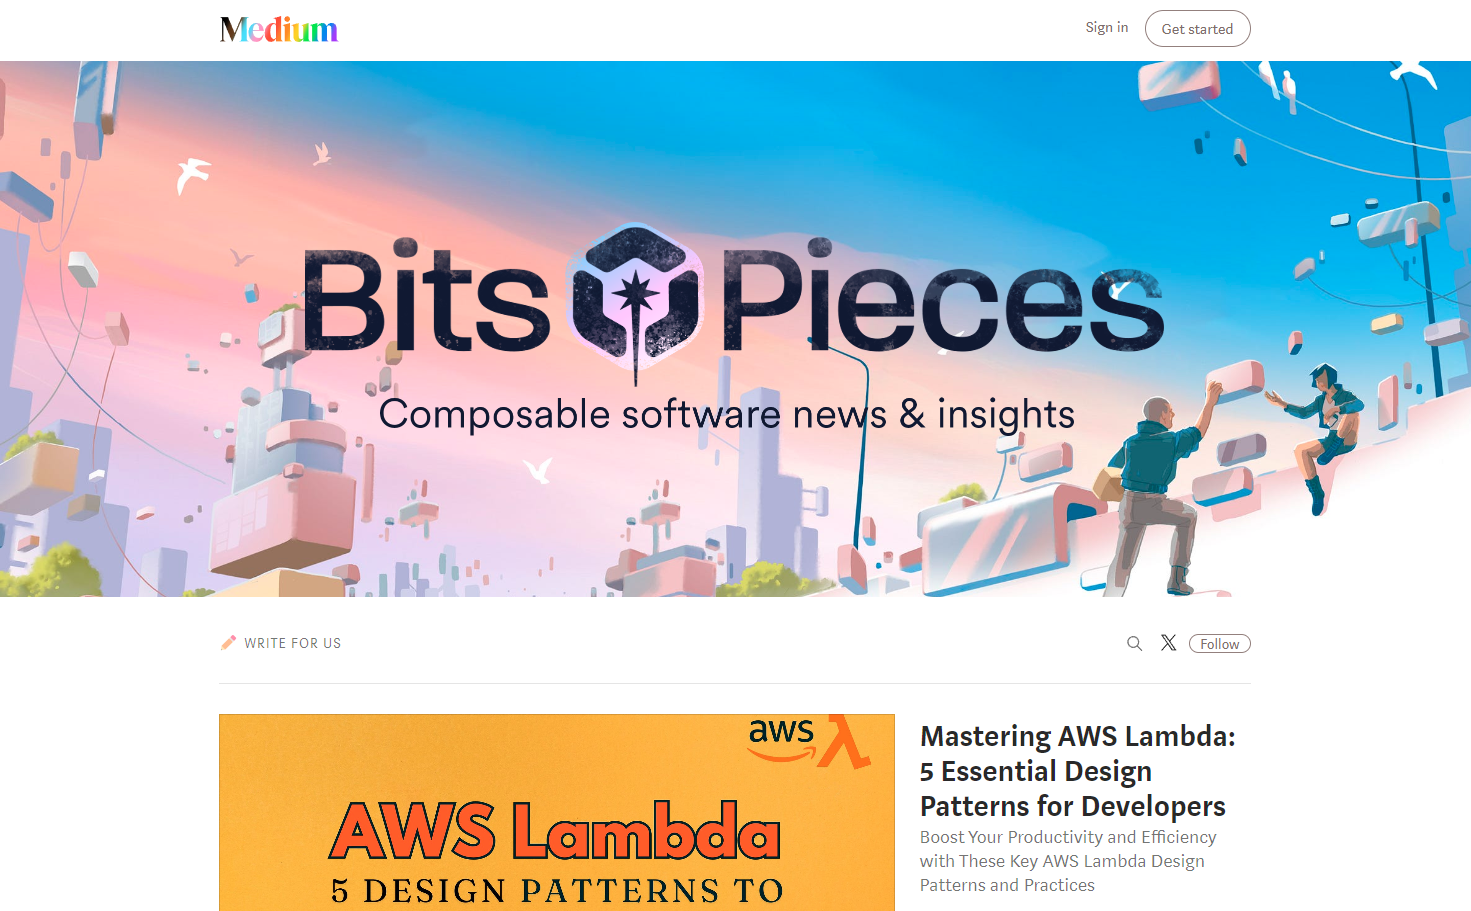 Medium
Sign in
Get started
Bits Pieces
Composable software news & insights
WRITE FOR US
Follow
aws
AWS Lambda
5 DESIGN PATTERNS TO
Mastering AWS Lambda:
5 Essential Design
Patterns for Developers
Boost Your Productivity and Efficiency
with These Key AWS Lambda Design
Patterns and Practices